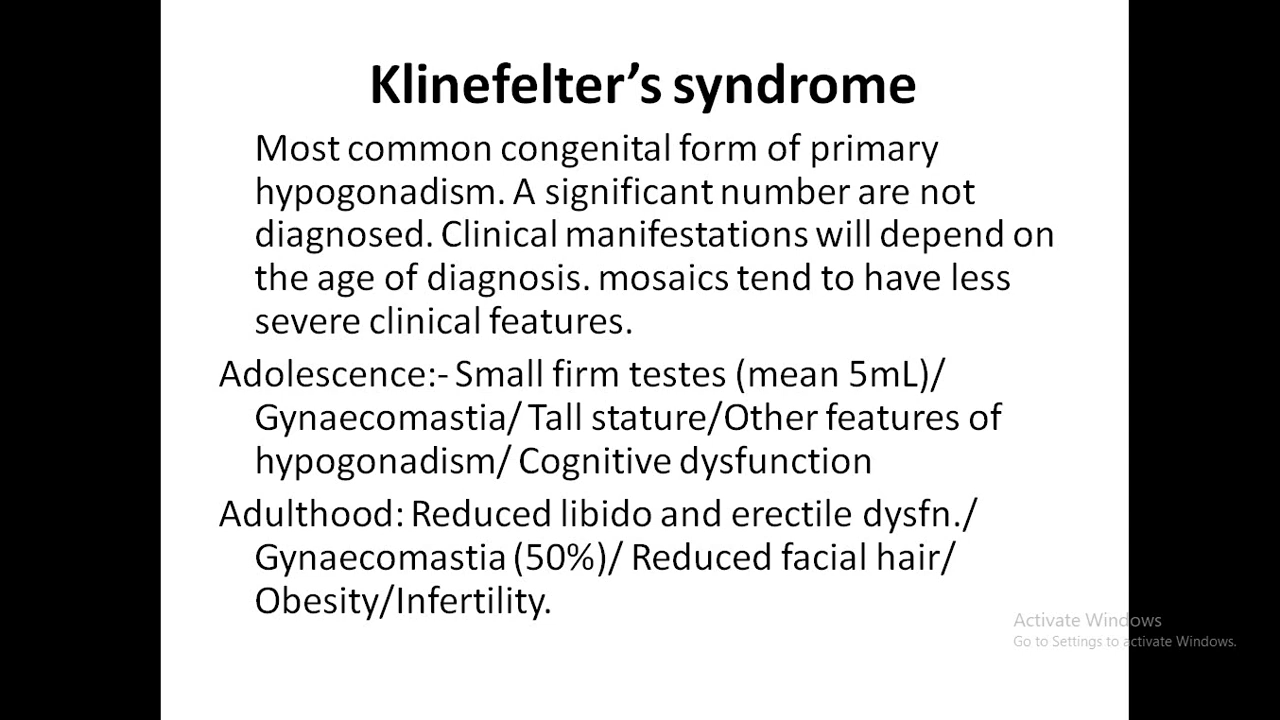 Klinefelter’s syndrome
Most common congenital form of primary
hypogonadism. A significant number are not
diagnosed. Clinical manifestations will depend on
the age of diagnosis. mosaics tend to have less
severe clinical features.
Adolescence:- Small firm testes (mean 5mL)/
Gynaecomastia/ Tall stature/Other features of
hypogonadism/ Cognitive dysfunction
Adulthood: Reduced libido and erectile dysfn./
Gynaecomastia (50%)/ Reduced facial hair/
Obesity/Infertility.
Activate Windows
Go to Settings to activate Windows.